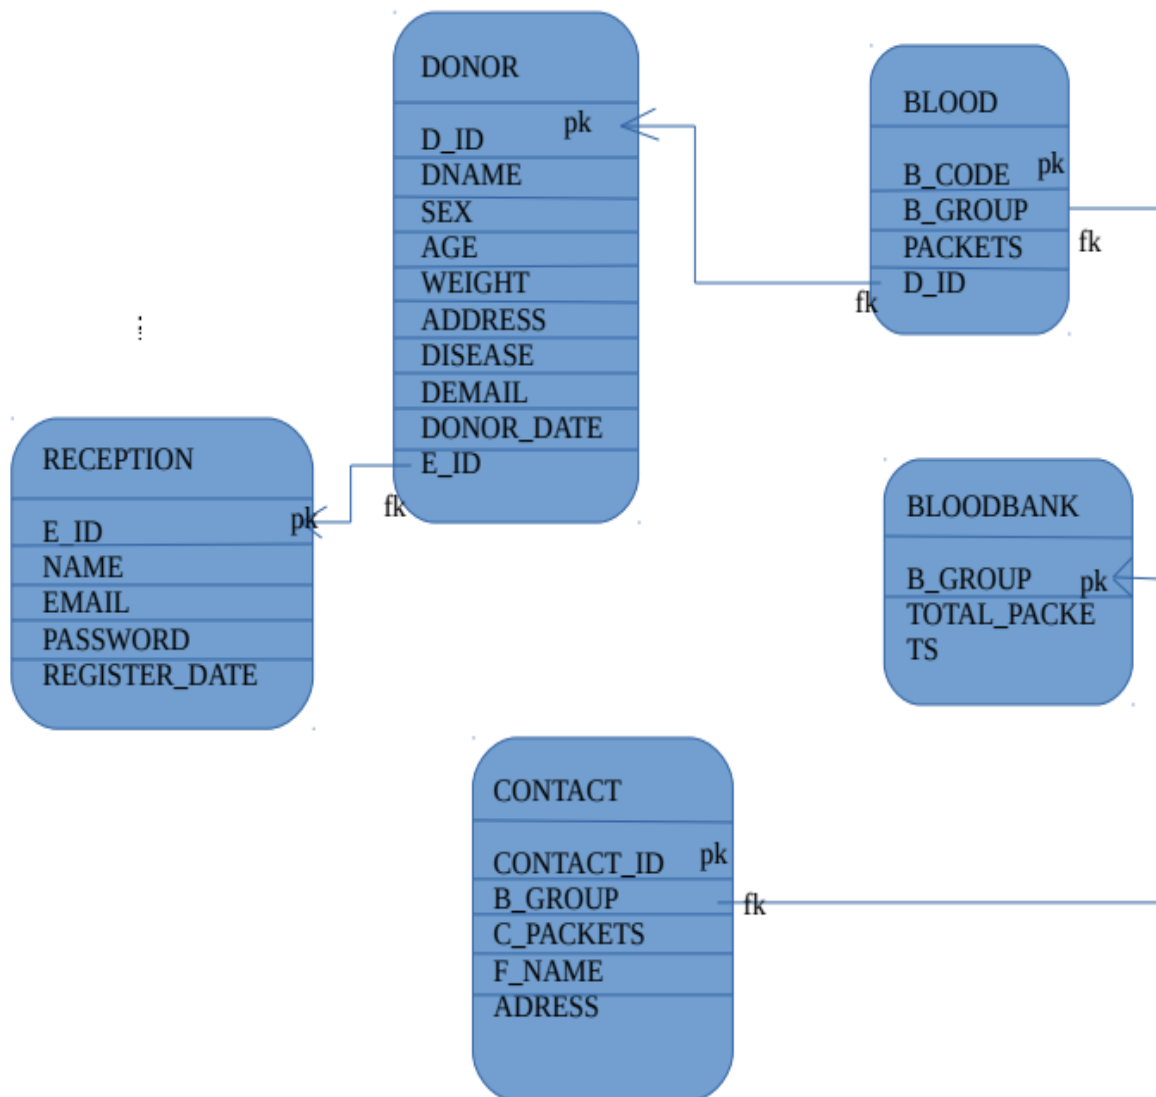 DONOR
D_ID pk
DNAME
SEX
AGE
WEIGHT
ADDRESS
DISEASE
DEMAIL
DONOR_DATE
E_ID
fk
BLOOD
B_CODE pk
B_GROUP
fk
PACKETS
D_ID
fk
RECEPTION
E_ID pk
NAME
EMAIL
PASSWORD
REGISTER_DATE
BLOODBANK
B_GROUP pk
TOTAL_PACKE
TS
CONTACT
CONTACT_ID pk
B_GROUP fk
C_PACKETS
F_NAME
ADRESS